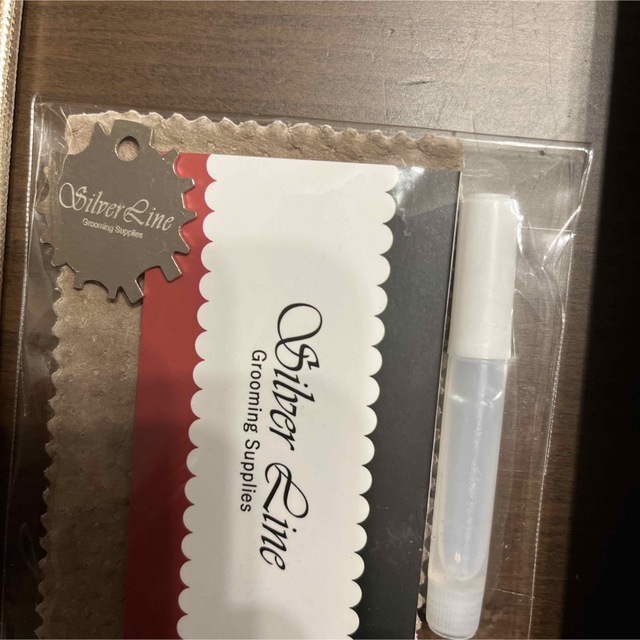 SilverLine
Grooming Supplies
Silver Line
Grooming Supplies